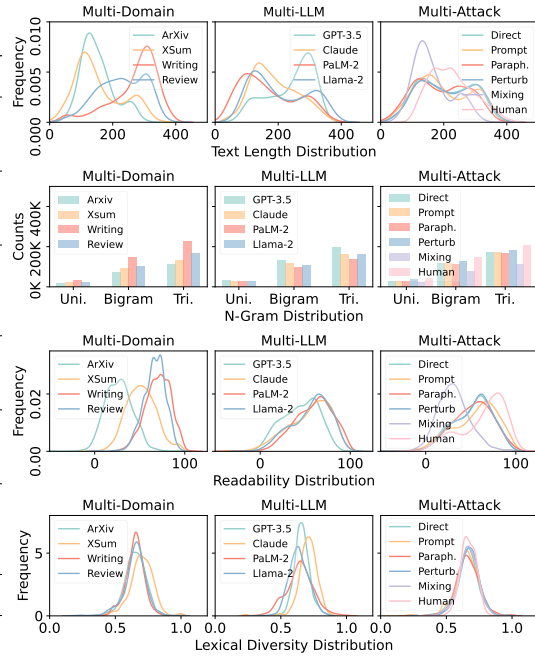 Multi-Domain Multi-LLM Multi-Attack
Frequency
0.000 0.005 0.010
ArXiv
XSum
Writing
Review
GPT-3.5
Claude
PaLM-2
Llama-2
Direct
Prompt
Paraph.
Perturb
Mixing
Human
0 200 400 0 200 400 0 200 400
Text Length Distribution
Multi-Domain Multi-LLM Multi-Attack
Counts
0K 200K 400K
Arxiv
Xsum
Writing
Review
GPT-3.5
Claude
PaLM-2
Llama-2
Direct
Prompt
Paraph.
Perturb
Mixing
Human
Uni. Bigram Tri. Uni. Bigram Tri. Uni. Bigram Tri.
N-Gram Distribution
Multi-Domain Multi-LLM Multi-Attack
Frequency
0.00 0.02
ArXiv
XSum
Writing
Review
GPT-3.5
Claude
PaLM-2
Llama-2
Direct
Prompt
Paraph.
Perturb
Mixing
Human
0 100 0 100 0 100
Readability Distribution
Multi-Domain Multi-LLM Multi-Attack
Frequency
0 5
ArXiv
XSum
Writing
Review
GPT-3.5
Claude
PaLM-2
Llama-2
Direct
Prompt
Paraph.
Perturb.
Mixing
Human
0.0 0.5 1.0 0.0 0.5 1.0 0.0 0.5 1.0
Lexical Diversity Distribution